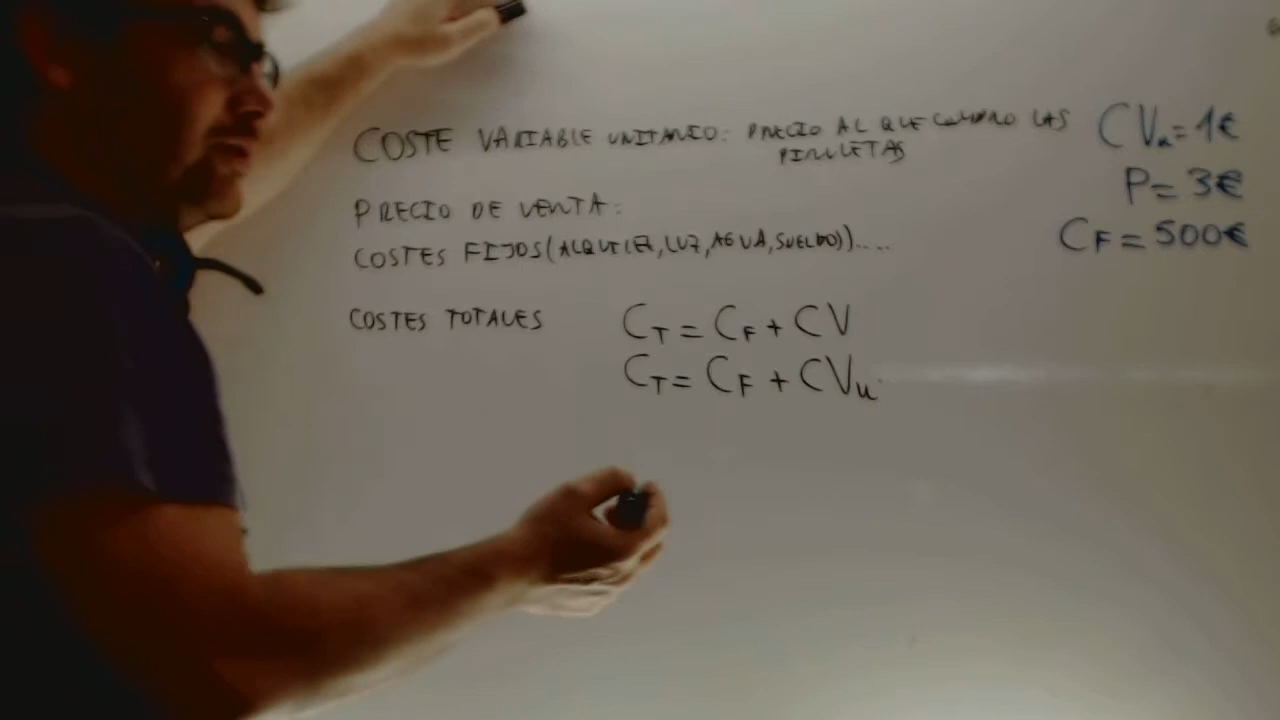 COSTE VARIABLE UNITARIO: PRECIO AL QUE COMPRO LAS
PIRULETAS
CVu=1€
PRECIO DE VENTA:
P=3€
COSTES FIJOS(ALQUILER,LUZ,AGUA,SUELDO))....
CF=500€
COSTES TOTALES
CT=CF+CV
CT=CF+CVu.